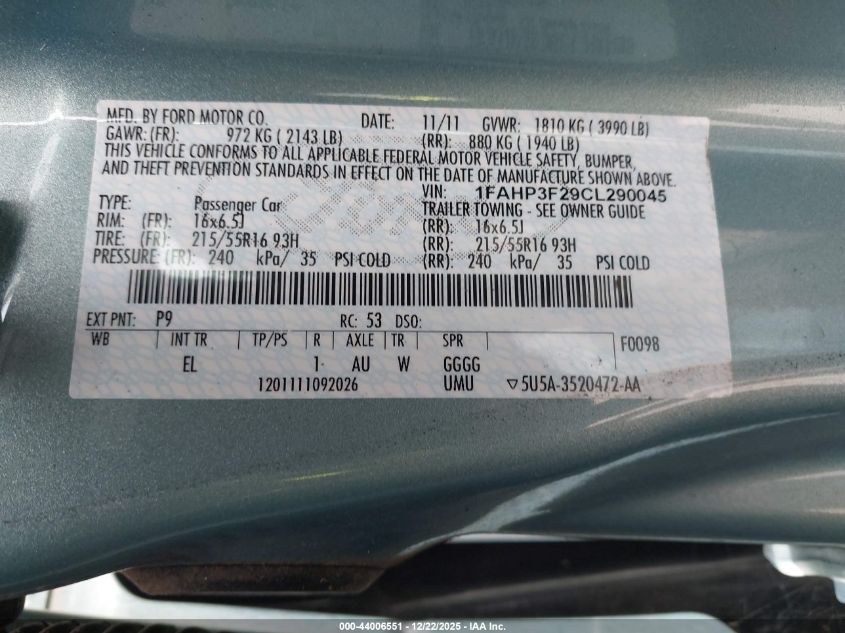 MFD. BY FORD MOTOR CO. DATE: 11/11 GVWR: 1810 KG ( 3990 LB)
GAWR: (FR): 972 KG ( 2143 LB) (RR): 880 KG ( 1940 LB)
THIS VEHICLE CONFORMS TO ALL APPLICABLE FEDERAL MOTOR VEHICLE SAFETY, BUMPER,
AND THEFT PREVENTION STANDARDS IN EFFECT ON THE DATE OF MANUFACTURE SHOWN ABOVE.
VIN: 1FAHP3F29CL290045
TYPE: Passenger Car TRAILER TOWING - SEE OWNER GUIDE
RIM: (FR): 16x6.5J (RR): 16x6.5J
TIRE: (FR): 215/55R16 93H (RR): 215/55R16 93H
PRESSURE: (FR): 240 kPa/ 35 PSI COLD (RR): 240 kPa/ 35 PSI COLD
EXT PNT: P9 RC: 53 DSO:
WB INT TR TP/PS R AXLE TR SPR F0098
EL 1 AU W GGGG
1201111092026 UMU ▽5U5A-3520472-AA
000-44006551 - 12/22/2025 - IAA Inc.